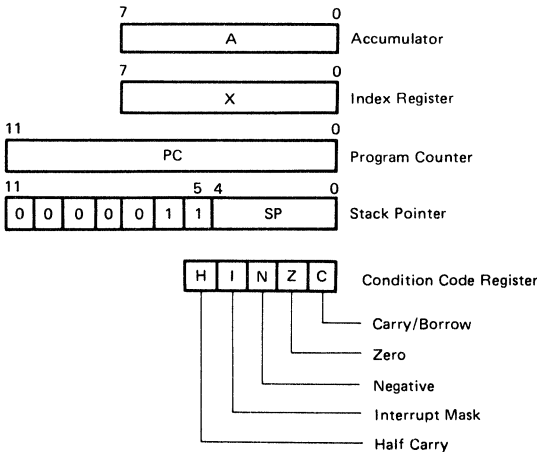 7 0
A Accumulator
7 0
X Index Register
11 0
PC Program Counter
11 5 4 0
0 0 0 0 0 1 1 SP Stack Pointer
H I N Z C Condition Code Register
Carry/Borrow
Zero
Negative
Interrupt Mask
Half Carry